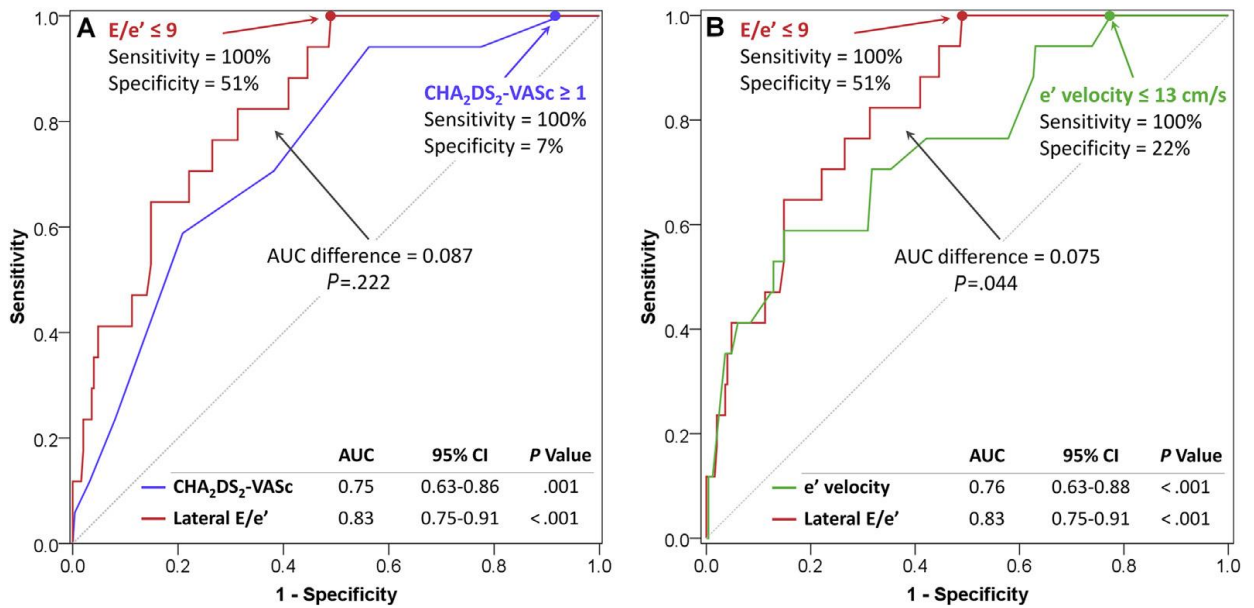 A
E/e’ ≤ 9
Sensitivity = 100%
Specificity = 51%
CHA₂DS₂-VASc ≥ 1
Sensitivity = 100%
Specificity = 7%
AUC difference = 0.087
P=.222
AUC 95% CI P Value
CHA₂DS₂-VASc 0.75 0.63-0.86 .001
Lateral E/e’ 0.83 0.75-0.91 < .001
Sensitivity
1.0
0.8
0.6
0.4
0.2
0.0
0.0 0.2 0.4 0.6 0.8 1.0
1 - Specificity
B
E/e’ ≤ 9
Sensitivity = 100%
Specificity = 51%
e’ velocity ≤ 13 cm/s
Sensitivity = 100%
Specificity = 22%
AUC difference = 0.075
P=.044
AUC 95% CI P Value
e’ velocity 0.76 0.63-0.88 < .001
Lateral E/e’ 0.83 0.75-0.91 < .001
Sensitivity
1.0
0.8
0.6
0.4
0.2
0.0
0.0 0.2 0.4 0.6 0.8 1.0
1 - Specificity